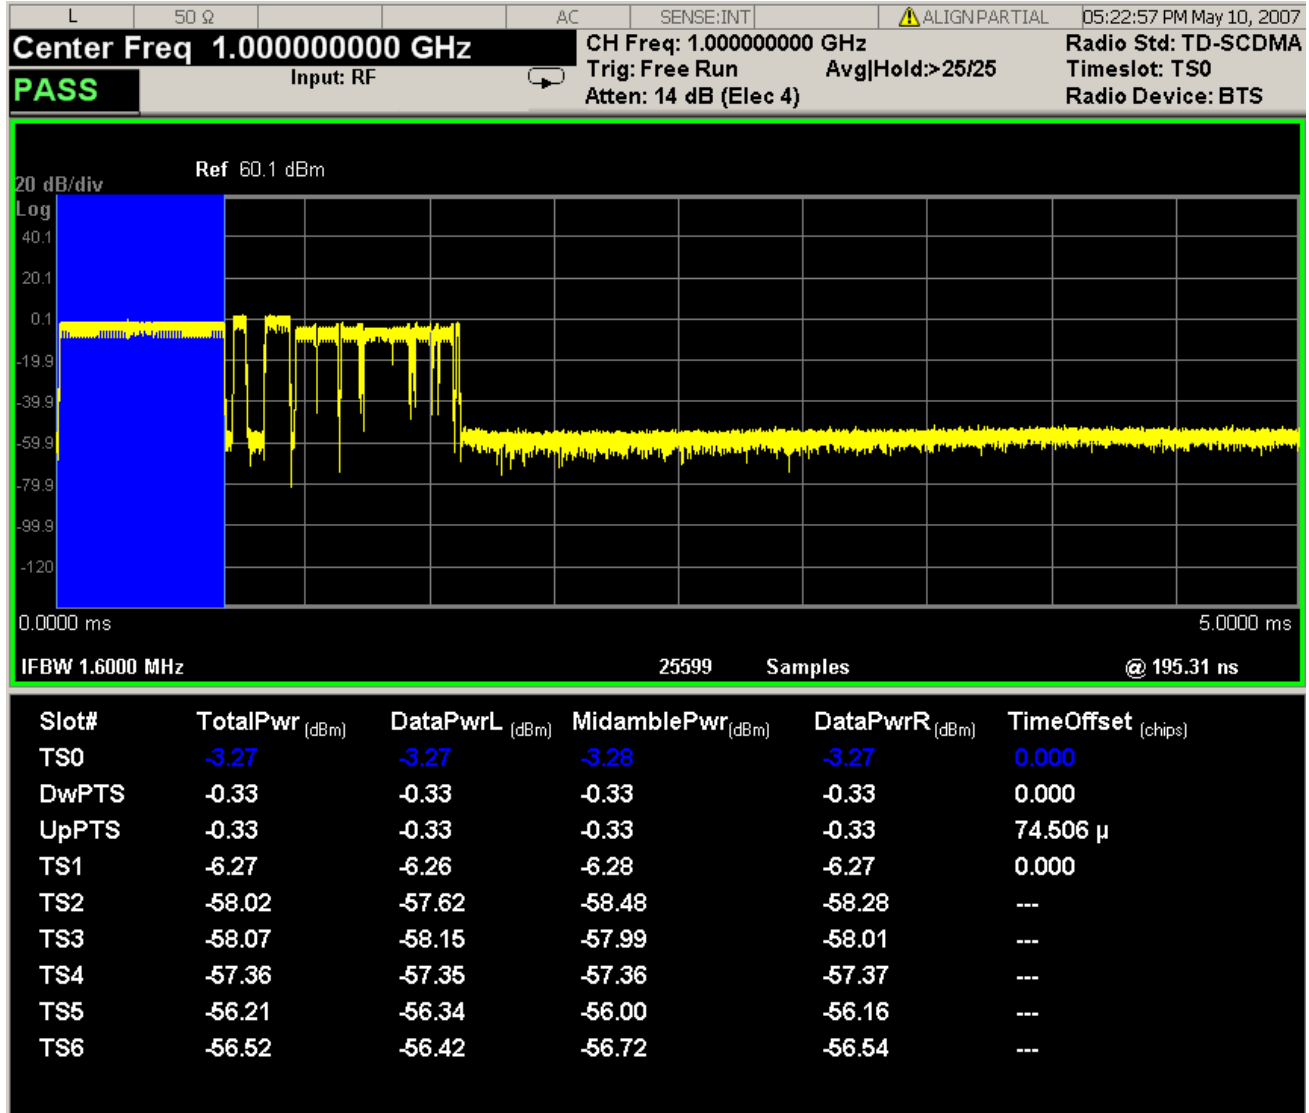 L 50 Ω AC SENSE:INT ALIGN PARTIAL 05:22:57 PM May 10, 2007
Center Freq 1.000000000 GHz CH Freq: 1.000000000 GHz Radio Std: TD-SCDMA
Input: RF Trig: Free Run Avg|Hold:>25/25 Timeslot: TS0
PASS Atten: 14 dB (Elec 4) Radio Device: BTS
Ref 60.1 dBm
20 dB/div
Log
40.1
20.1
0.1
-19.9
-39.9
-59.9
-79.9
-99.9
-120
0.0000 ms 5.0000 ms
IFBW 1.6000 MHz 25599 Samples @ 195.31 ns
Slot# TotalPwr (dBm) DataPwrL (dBm) MidamblePwr(dBm) DataPwrR (dBm) TimeOffset (chips)
TS0 -3.27 -3.27 -3.28 -3.27 0.000
DwPTS -0.33 -0.33 -0.33 -0.33 0.000
UpPTS -0.33 -0.33 -0.33 -0.33 74.506 μ
TS1 -6.27 -6.26 -6.28 -6.27 0.000
TS2 -58.02 -57.62 -58.48 -58.28 ---
TS3 -58.07 -58.15 -57.99 -58.01 ---
TS4 -57.36 -57.35 -57.36 -57.37 ---
TS5 -56.21 -56.34 -56.00 -56.16 ---
TS6 -56.52 -56.42 -56.72 -56.54 ---